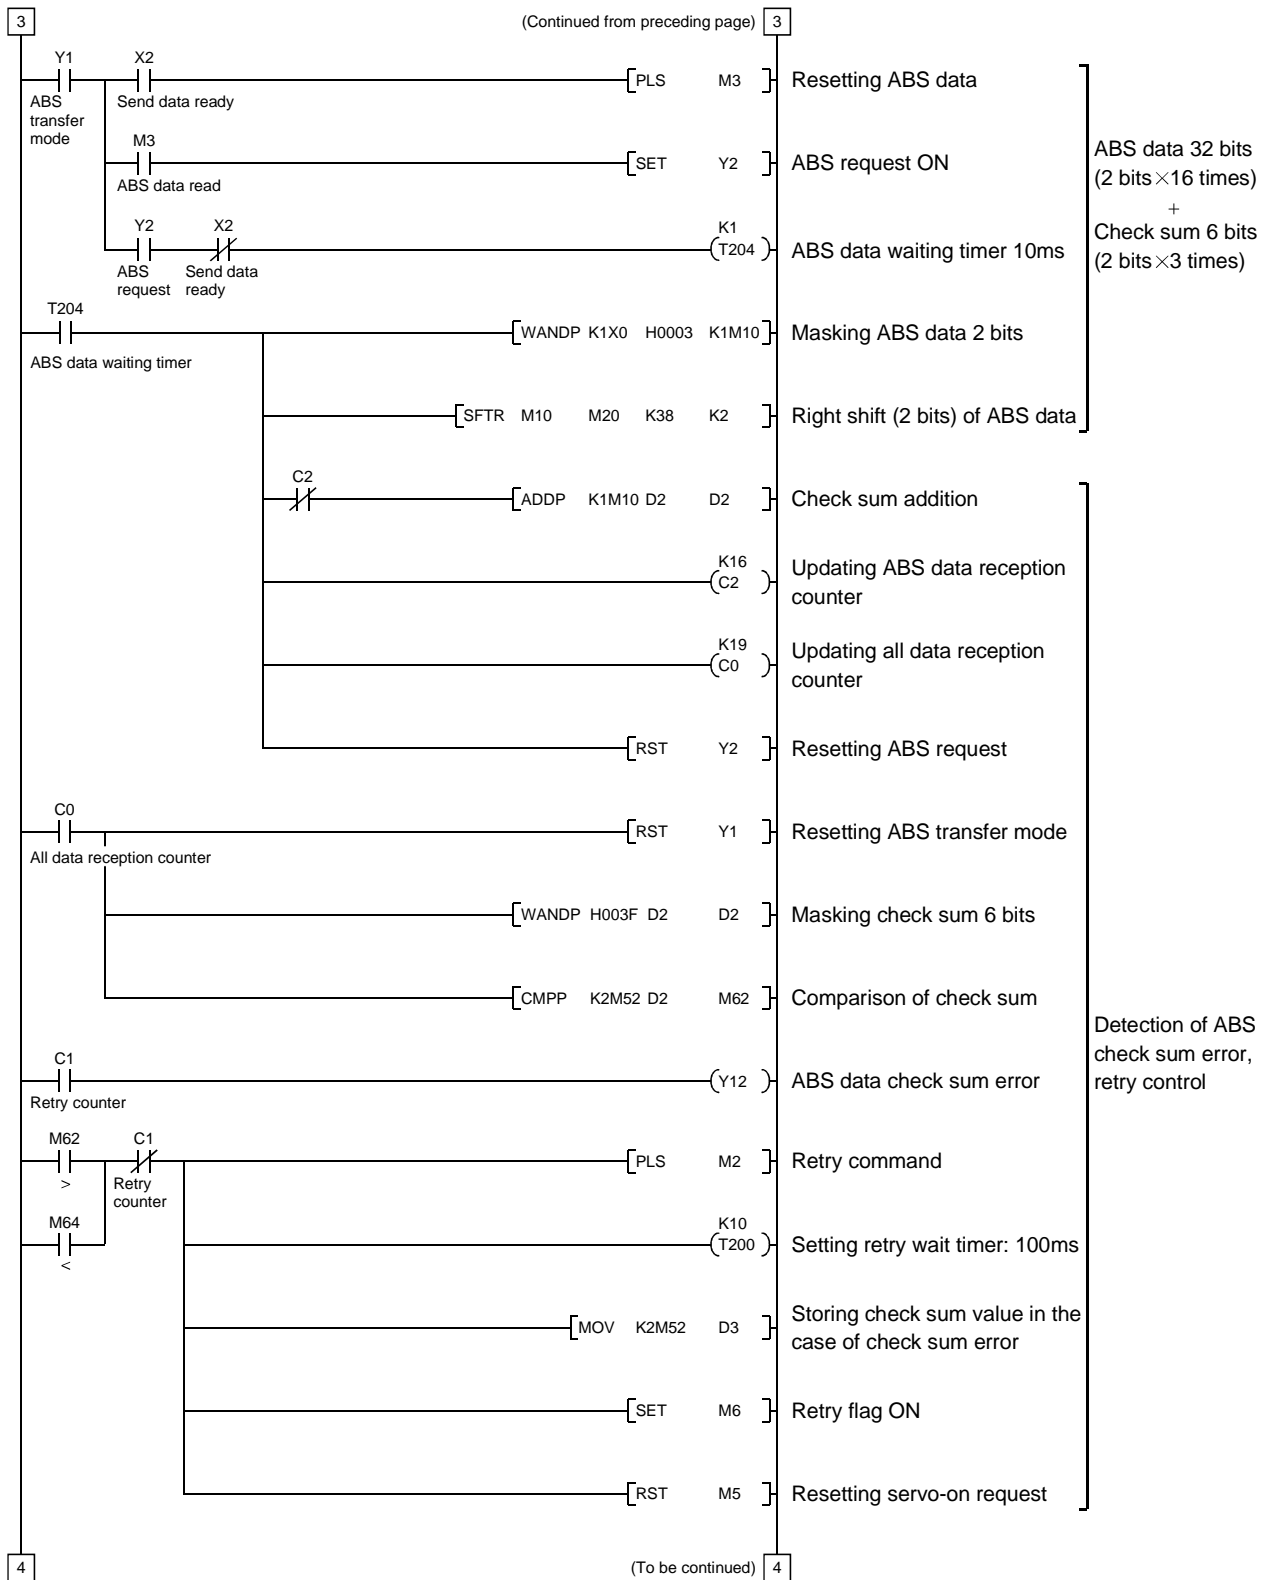 3 (Continued from preceding page) 3
Y1 X2
PLS M3 Resetting ABS data
ABS transfer mode
Send data ready
M3
SET Y2 ABS request ON
ABS data read
ABS data 32 bits
(2 bits×16 times)
+
Check sum 6 bits
(2 bits×3 times)
Y2 X2 K1
T204 ABS data waiting timer 10ms
ABS request
Send data ready
T204
WANDP K1X0 H0003 K1M10 Masking ABS data 2 bits
ABS data waiting timer
SFTR M10 M20 K38 K2 Right shift (2 bits) of ABS data
C2
ADDP K1M10 D2 D2 Check sum addition
K16
C2 Updating ABS data reception
counter
K19
C0 Updating all data reception
counter
RST Y2 Resetting ABS request
C0
RST Y1 Resetting ABS transfer mode
All data reception counter
WANDP H003F D2 D2 Masking check sum 6 bits
CMPP K2M52 D2 M62 Comparison of check sum
Detection of ABS
check sum error,
retry control
C1
Y12 ABS data check sum error
Retry counter
M62 C1
PLS M2 Retry command
>
Retry
counter
M64 K10
T200 Setting retry wait timer: 100ms
<
MOV K2M52 D3 Storing check sum value in the
case of check sum error
SET M6 Retry flag ON
RST M5 Resetting servo-on request
4 (To be continued) 4